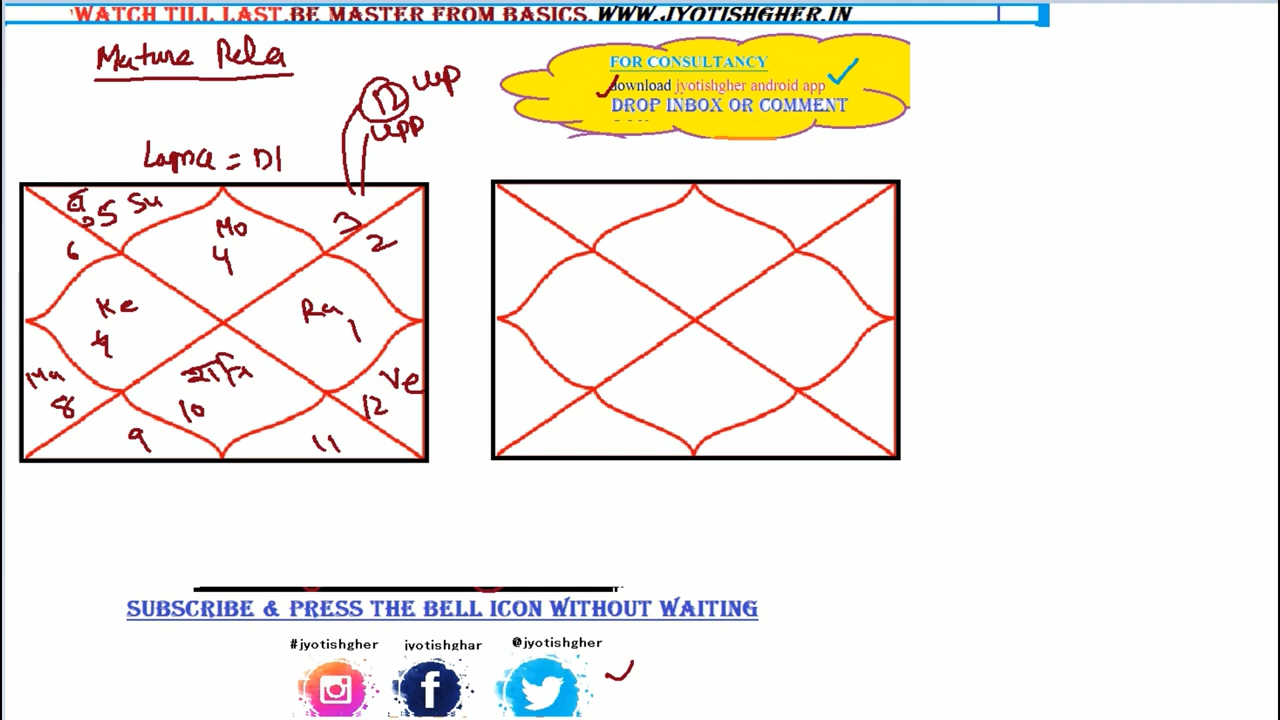 'WATCH TILL LAST.BE MASTER FROM BASICS. WWW.JYOTISHGHER.IN
Mature Rela
FOR CONSULTANCY
download jyotishgher android app
DROP INBOX OR COMMENT
12 UP
UPP
Lagna = D1
5 Su
Mo
3
2
6
4
Ke
Ra 1
Ma
Ve
8
10
12
9
11
SUBSCRIBE & PRESS THE BELL ICON WITHOUT WAITING
#jyotishgher jyotishghar @jyotishgher